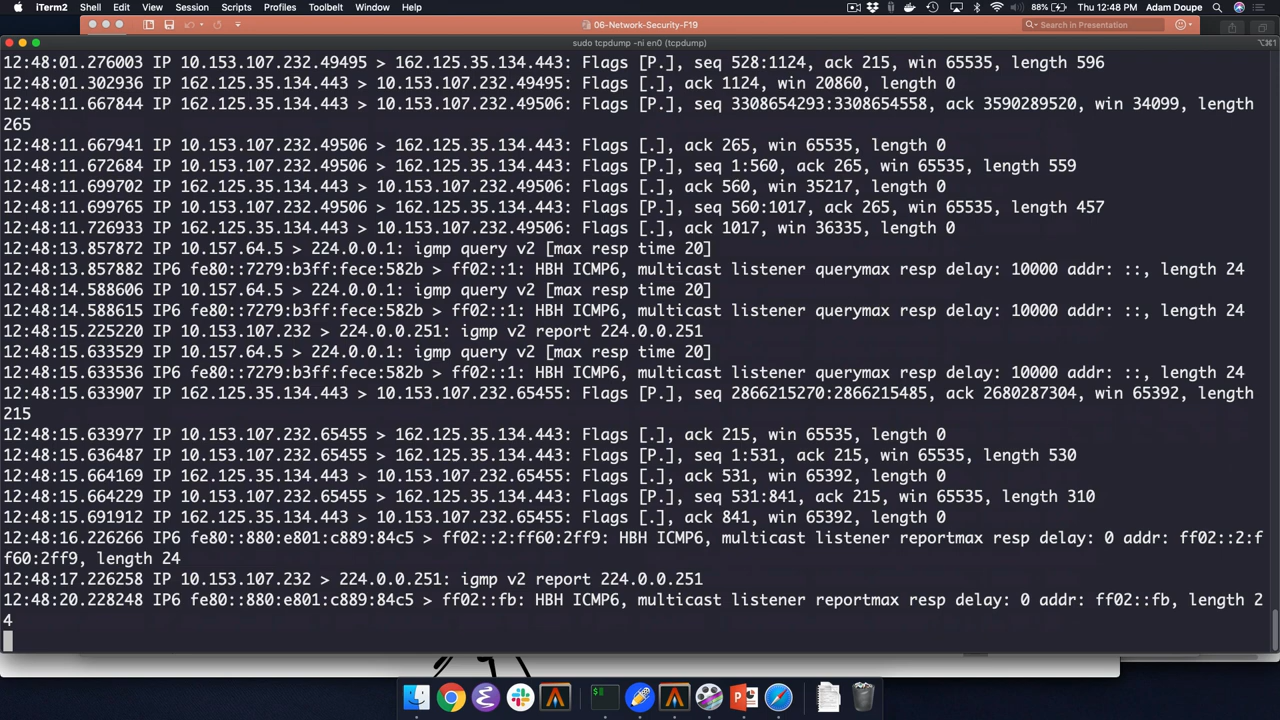 iTerm2 Shell Edit View Session Scripts Profiles Toolbelt Window Help 88% Thu 12:48 PM Adam Doupe
06-Network-Security-F19 Search in Presentation
sudo tcpdump -ni en0 (tcpdump) ⌥⌘1
12:48:01.276003 IP 10.153.107.232.49495 > 162.125.35.134.443: Flags [P.], seq 528:1124, ack 215, win 65535, length 596
12:48:01.302936 IP 162.125.35.134.443 > 10.153.107.232.49495: Flags [.], ack 1124, win 20860, length 0
12:48:11.667844 IP 162.125.35.134.443 > 10.153.107.232.49506: Flags [P.], seq 3308654293:3308654558, ack 3590289520, win 34099, length
265
12:48:11.667941 IP 10.153.107.232.49506 > 162.125.35.134.443: Flags [.], ack 265, win 65535, length 0
12:48:11.672684 IP 10.153.107.232.49506 > 162.125.35.134.443: Flags [P.], seq 1:560, ack 265, win 65535, length 559
12:48:11.699702 IP 162.125.35.134.443 > 10.153.107.232.49506: Flags [.], ack 560, win 35217, length 0
12:48:11.699765 IP 10.153.107.232.49506 > 162.125.35.134.443: Flags [P.], seq 560:1017, ack 265, win 65535, length 457
12:48:11.726933 IP 162.125.35.134.443 > 10.153.107.232.49506: Flags [.], ack 1017, win 36335, length 0
12:48:13.857872 IP 10.157.64.5 > 224.0.0.1: igmp query v2 [max resp time 20]
12:48:13.857882 IP6 fe80::7279:b3ff:fece:582b > ff02::1: HBH ICMP6, multicast listener querymax resp delay: 10000 addr: ::, length 24
12:48:14.588606 IP 10.157.64.5 > 224.0.0.1: igmp query v2 [max resp time 20]
12:48:14.588615 IP6 fe80::7279:b3ff:fece:582b > ff02::1: HBH ICMP6, multicast listener querymax resp delay: 10000 addr: ::, length 24
12:48:15.225220 IP 10.153.107.232 > 224.0.0.251: igmp v2 report 224.0.0.251
12:48:15.633529 IP 10.157.64.5 > 224.0.0.1: igmp query v2 [max resp time 20]
12:48:15.633536 IP6 fe80::7279:b3ff:fece:582b > ff02::1: HBH ICMP6, multicast listener querymax resp delay: 10000 addr: ::, length 24
12:48:15.633907 IP 162.125.35.134.443 > 10.153.107.232.65455: Flags [P.], seq 2866215270:2866215485, ack 2680287304, win 65392, length
215
12:48:15.633977 IP 10.153.107.232.65455 > 162.125.35.134.443: Flags [.], ack 215, win 65535, length 0
12:48:15.636487 IP 10.153.107.232.65455 > 162.125.35.134.443: Flags [P.], seq 1:531, ack 215, win 65535, length 530
12:48:15.664169 IP 162.125.35.134.443 > 10.153.107.232.65455: Flags [.], ack 531, win 65392, length 0
12:48:15.664229 IP 10.153.107.232.65455 > 162.125.35.134.443: Flags [P.], seq 531:841, ack 215, win 65535, length 310
12:48:15.691912 IP 162.125.35.134.443 > 10.153.107.232.65455: Flags [.], ack 841, win 65392, length 0
12:48:16.226266 IP6 fe80::880:e801:c889:84c5 > ff02::2:ff60:2ff9: HBH ICMP6, multicast listener reportmax resp delay: 0 addr: ff02::2:f
f60:2ff9, length 24
12:48:17.226258 IP 10.153.107.232 > 224.0.0.251: igmp v2 report 224.0.0.251
12:48:20.228248 IP6 fe80::880:e801:c889:84c5 > ff02::fb: HBH ICMP6, multicast listener reportmax resp delay: 0 addr: ff02::fb, length 2
4